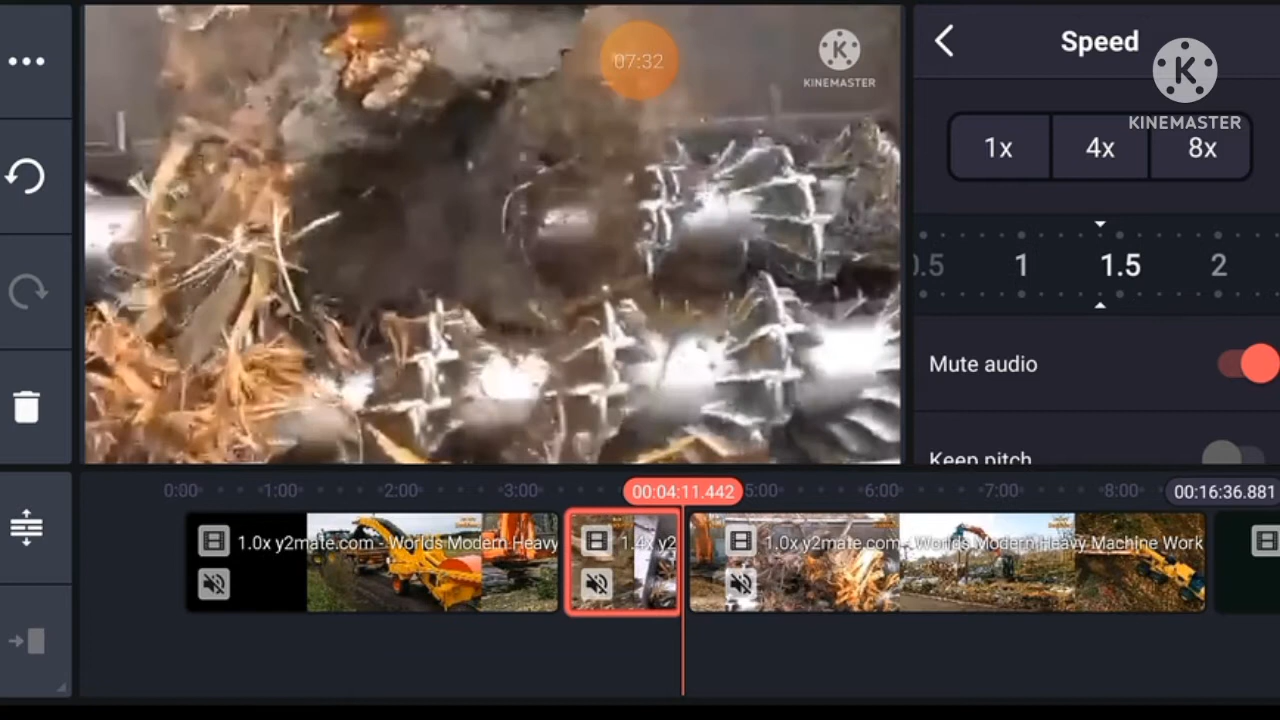 07:32
KINEMASTER
Speed
KINEMASTER
1x 4x 8x
0.5 1 1.5 2
Mute audio
Keep pitch
0:00 1:00 2:00 3:00 00:04:11.442 5:00 6:00 7:00 8:00 00:16:36.881
1.0x y2mate.com - Worlds Modern Heavy
1.4x y2
1.0x y2mate.com - Worlds Modern Heavy Machine Work